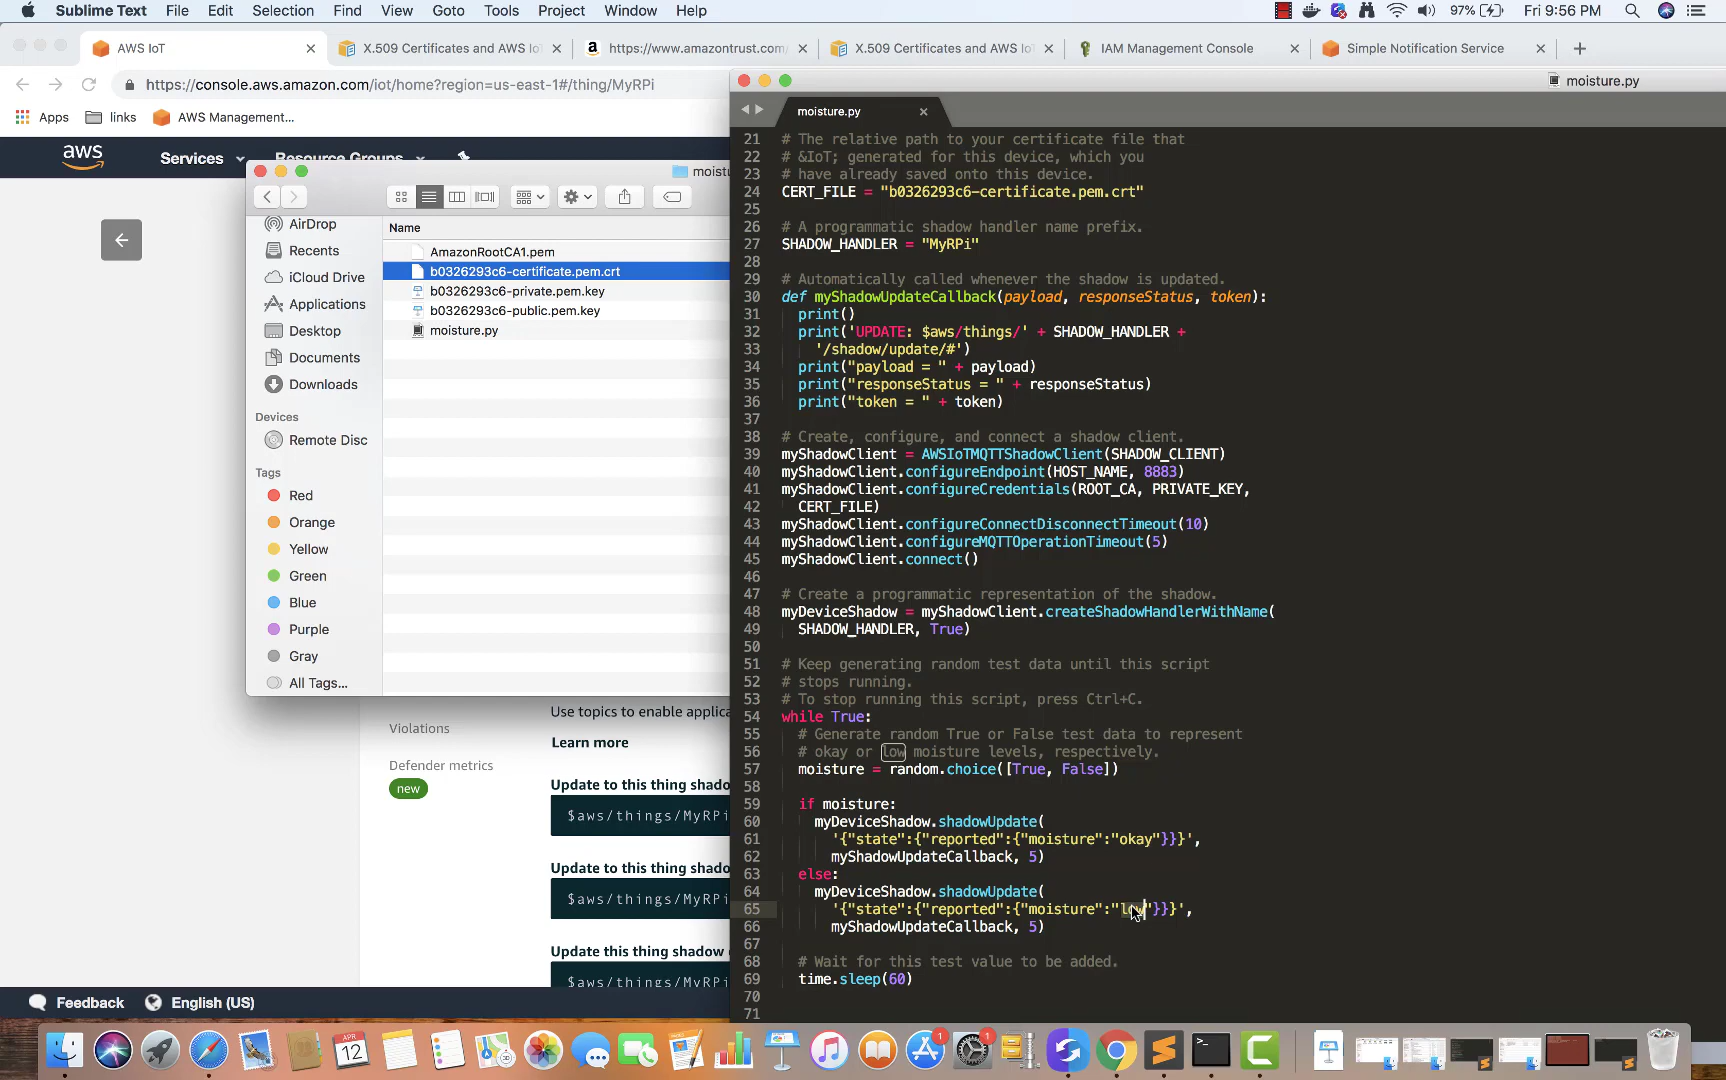 Sublime Text File Edit Selection Find View Goto Tools Project Window Help
97% Fri 9:56 PM
AWS IoT
X.509 Certificates and AWS Io
https://www.amazontrust.com/
X.509 Certificates and AWS Io
IAM Management Console
Simple Notification Service
https://console.aws.amazon.com/iot/home?region=us-east-1#/thing/MyRPi
Apps links AWS Management...
aws Services Resource Groups
moistu
Name
AirDrop
Recents
iCloud Drive
Applications
Desktop
Documents
Downloads
Devices
Remote Disc
Tags
Red
Orange
Yellow
Green
Blue
Purple
Gray
All Tags...
AmazonRootCA1.pem
b0326293c6-certificate.pem.crt
b0326293c6-private.pem.key
b0326293c6-public.pem.key
moisture.py
Violations
Defender metrics
new
Use topics to enable applica
Learn more
Update to this thing shado
$aws/things/MyRPi
Update to this thing shado
$aws/things/MyRPi
Update this thing shadow
$aws/things/MyRPi
Feedback English (US)
moisture.py
moisture.py
21 # The relative path to your certificate file that
22 # &IoT; generated for this device, which you
23 # have already saved onto this device.
24 CERT_FILE = "b0326293c6-certificate.pem.crt"
25
26 # A programmatic shadow handler name prefix.
27 SHADOW_HANDLER = "MyRPi"
28
29 # Automatically called whenever the shadow is updated.
30 def myShadowUpdateCallback(payload, responseStatus, token):
31 print()
32 print('UPDATE: $aws/things/' + SHADOW_HANDLER +
33 '/shadow/update/#')
34 print("payload = " + payload)
35 print("responseStatus = " + responseStatus)
36 print("token = " + token)
37
38 # Create, configure, and connect a shadow client.
39 myShadowClient = AWSIoTMQTTShadowClient(SHADOW_CLIENT)
40 myShadowClient.configureEndpoint(HOST_NAME, 8883)
41 myShadowClient.configureCredentials(ROOT_CA, PRIVATE_KEY,
42 CERT_FILE)
43 myShadowClient.configureConnectDisconnectTimeout(10)
44 myShadowClient.configureMQTTOperationTimeout(5)
45 myShadowClient.connect()
46
47 # Create a programmatic representation of the shadow.
48 myDeviceShadow = myShadowClient.createShadowHandlerWithName(
49 SHADOW_HANDLER, True)
50
51 # Keep generating random test data until this script
52 # stops running.
53 # To stop running this script, press Ctrl+C.
54 while True:
55 # Generate random True or False test data to represent
56 # okay or low moisture levels, respectively.
57 moisture = random.choice([True, False])
58
59 if moisture:
60 myDeviceShadow.shadowUpdate(
61 '{"state":{"reported":{"moisture":"okay"}}}',
62 myShadowUpdateCallback, 5)
63 else:
64 myDeviceShadow.shadowUpdate(
65 '{"state":{"reported":{"moisture":"low"}}}',
66 myShadowUpdateCallback, 5)
67
68 # Wait for this test value to be added.
69 time.sleep(60)
70
71
APR
12
1
1